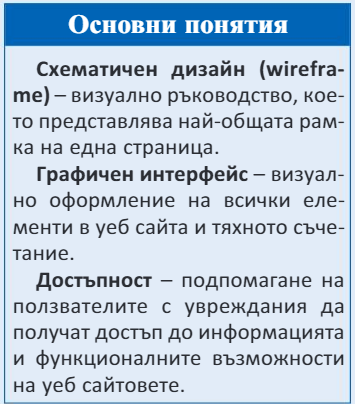 Основни понятия
Схематичен дизайн (wirefra-
me) – визуално ръководство, кое-
то представлява най-общата рам-
ка на една страница.
Графичен интерфейс – визуал-
но оформление на всички еле-
менти в уеб сайта и тяхното съче-
тание.
Достъпност – подпомагане на
ползвателите с увреждания да
получат достъп до информацията
и функционалните възможности
на уеб сайтовете.